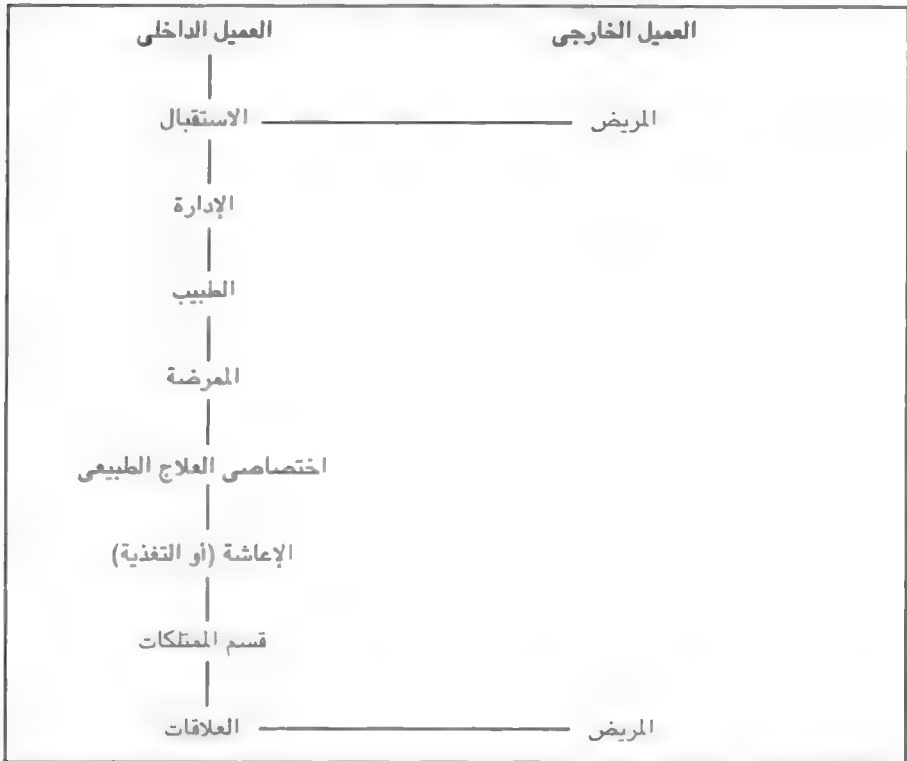 العميل الخارجى العميل الداخلى
المريض الاستقبال
الإدارة
الطبيب
الممرضة
اختصاصى العلاج الطبيعى
الإعاشة (أو التغذية)
قسم الممتلكات
المريض العلاقات